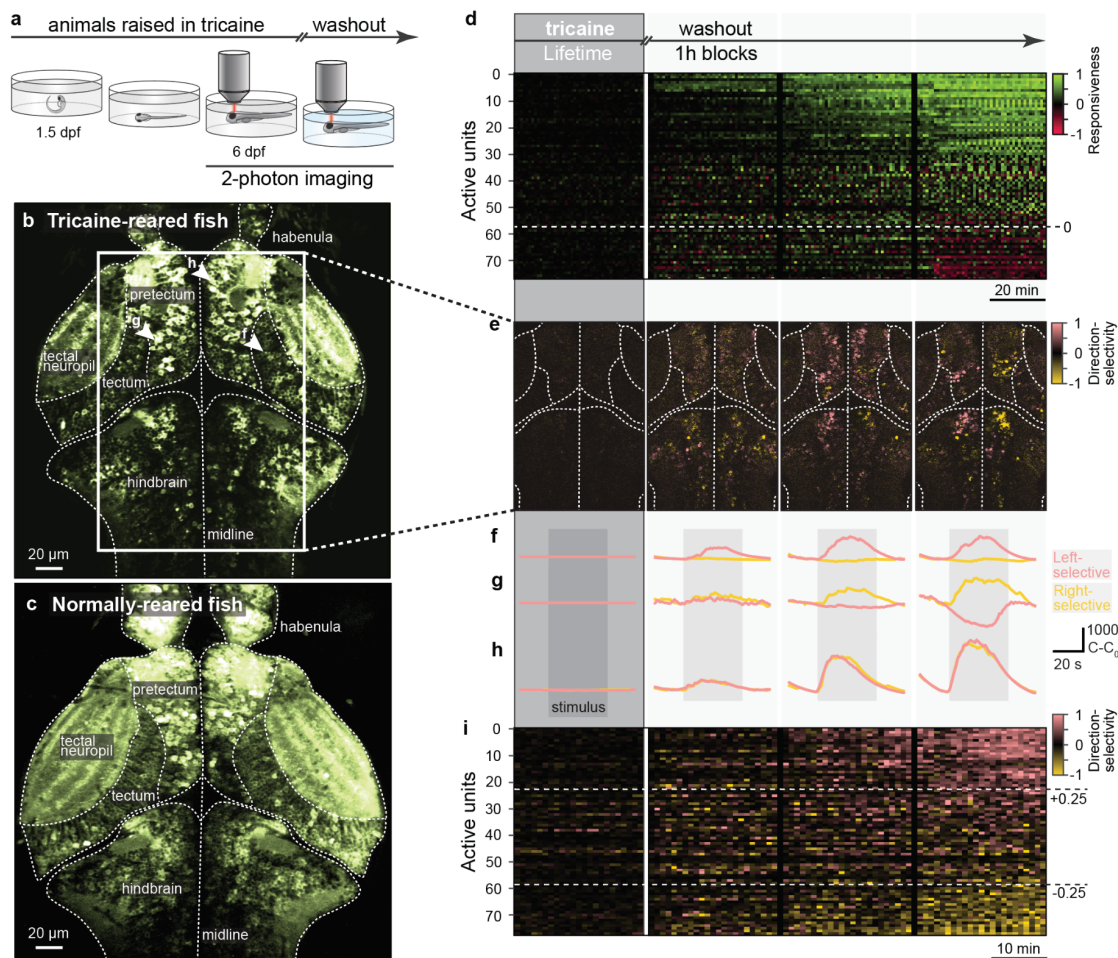 a
animals raised in tricaine
washout
1.5 dpf
6 dpf
2-photon imaging
b
Tricaine-reared fish
habenula
h
pretectum
g
f
tectal
neuropil
tectum
hindbrain
midline
20 µm
c
Normally-reared fish
habenula
pretectum
tectal
neuropil
tectum
hindbrain
midline
20 µm
d
tricaine
washout
Lifetime
1h blocks
Active units
0
10
20
30
40
50
60
70
1
0
-1
Responsiveness
0
20 min
e
1
0
-1
Direction-
selectivity
f
g
h
stimulus
Left-
selective
Right-
selective
1000
C-C0
20 s
i
Active units
0
10
20
30
40
50
60
70
1
0
-1
Direction-
selectivity
+0.25
-0.25
10 min